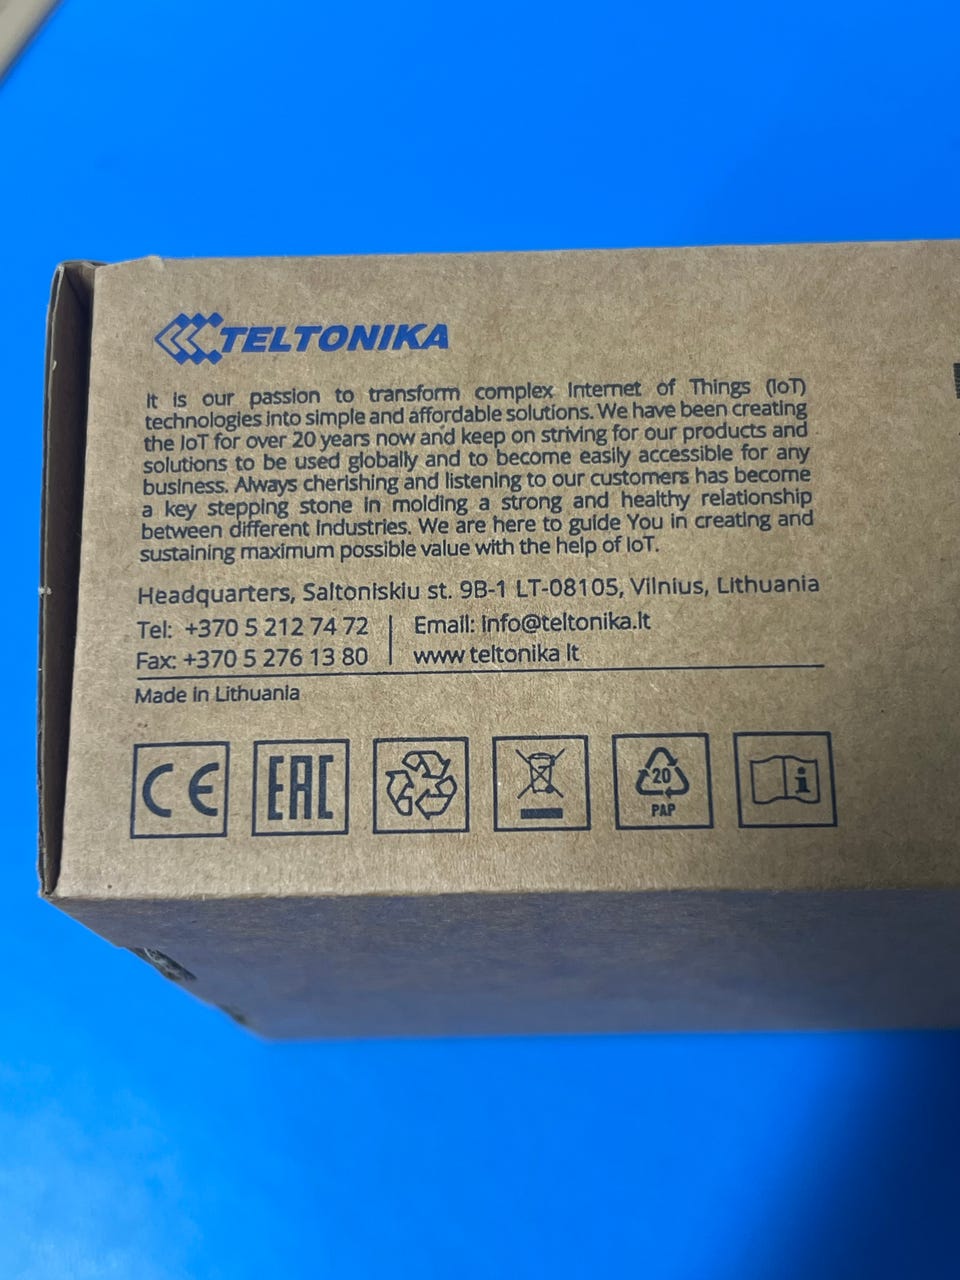 TELTONIKA
It is our passion to transform complex Internet of Things (IoT)
technologies into simple and affordable solutions. We have been creating
the IoT for over 20 years now and keep on striving for our products and
solutions to be used globally and to become easily accessible for any
business. Always cherishing and listening to our customers has become
a key stepping stone in molding a strong and healthy relationship
between different industries. We are here to guide You in creating and
sustaining maximum possible value with the help of IoT.
Headquarters, Saltoniskiu st. 9B-1 LT-08105, Vilnius, Lithuania
Tel: +370 5 212 74 72 | Email: info@teltonika.lt
Fax: +370 5 276 13 80 | www teltonika lt
Made in Lithuania
CE EAC 20 i
PAP